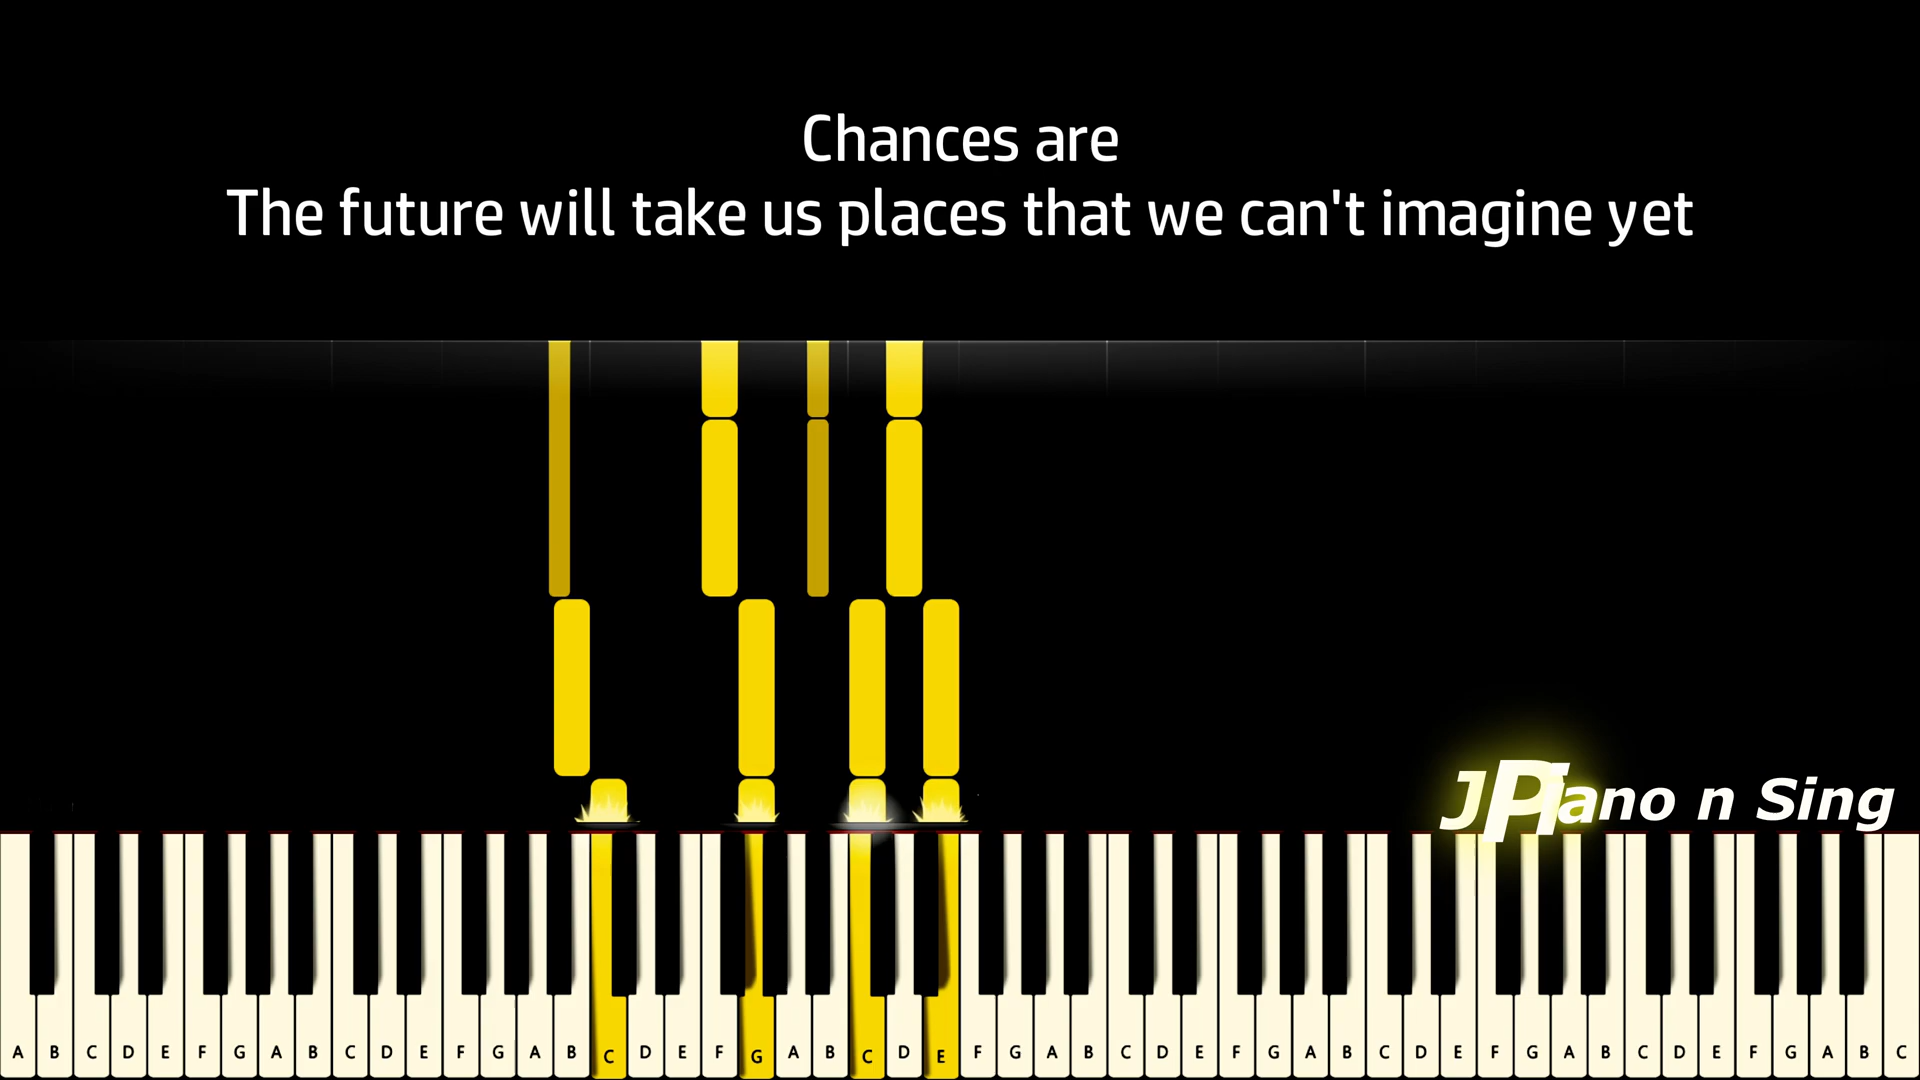 Chances are
The future will take us places that we can't imagine yet
JPiano n Sing
A B C D E F G A B C D E F G A B C D E F G A B C D E F G A B C D E F G A B C D E F G A B C D E F G A B C